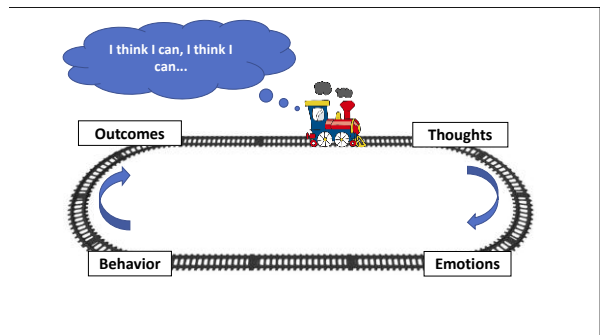 I think I can, I think I
can...
Outcomes
Thoughts
Behavior
Emotions